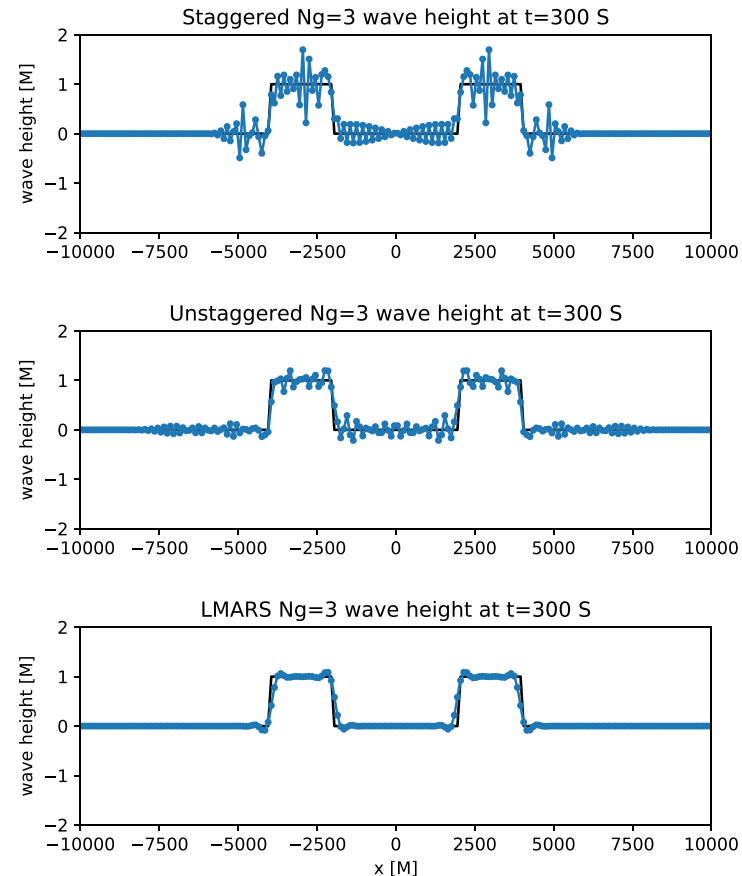 Staggered Ng=3 wave height at t=300 S
2
1
0
−1
−2
wave height [M]
−10000 −7500 −5000 −2500 0 2500 5000 7500 10000
Unstaggered Ng=3 wave height at t=300 S
2
1
0
−1
−2
wave height [M]
−10000 −7500 −5000 −2500 0 2500 5000 7500 10000
LMARS Ng=3 wave height at t=300 S
2
1
0
−1
−2
wave height [M]
−10000 −7500 −5000 −2500 0 2500 5000 7500 10000
x [M]